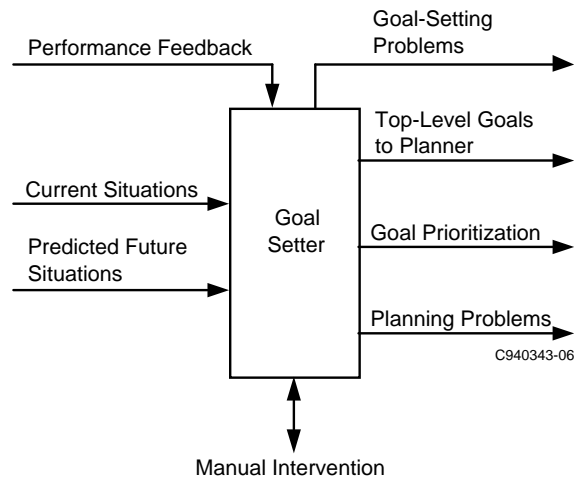 Performance Feedback
Goal-Setting
Problems
Top-Level Goals
to Planner
Current Situations
Goal
Setter
Goal Prioritization
Predicted Future
Situations
Planning Problems
C940343-06
Manual Intervention